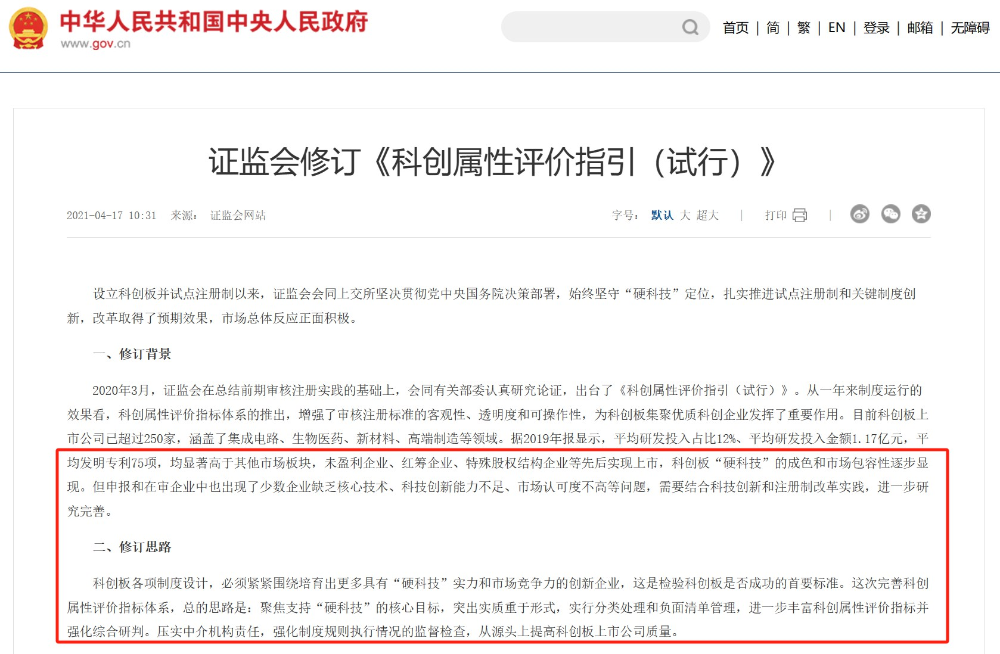 中华人民共和国中央人民政府
www.gov.cn
首页 | 简 | 繁 | EN | 登录 | 邮箱 | 无障碍
证监会修订《科创属性评价指引（试行）》
2021-04-17 10:31 来源： 证监会网站
字号： 默认 大 超大 | 打印 |
设立科创板并试点注册制以来，证监会会同上交所坚决贯彻党中央国务院决策部署，始终坚守“硬科技”定位，扎实推进试点注册制和关键制度创
新，改革取得了预期效果，市场总体反应正面积极。
一、修订背景
2020年3月，证监会在总结前期审核注册实践的基础上，会同有关部委认真研究论证，出台了《科创属性评价指引（试行）》。从一年来制度运行的
效果看，科创属性评价指标体系的推出，增强了审核注册标准的客观性、透明度和可操作性，为科创板集聚优质科创企业发挥了重要作用。目前科创板上
市公司已超过250家，涵盖了集成电路、生物医药、新材料、高端制造等领域。据2019年报显示，平均研发投入占比12%、平均研发投入金额1.17亿元，平
均发明专利75项，均显著高于其他市场板块，未盈利企业、红筹企业、特殊股权结构企业等先后实现上市，科创板“硬科技”的成色和市场包容性逐步显
现。但申报和在审企业中也出现了少数企业缺乏核心技术、科技创新能力不足、市场认可度不高等问题，需要结合科技创新和注册制改革实践，进一步研
究完善。
二、修订思路
科创板各项制度设计，必须紧紧围绕培育出更多具有“硬科技”实力和市场竞争力的创新企业，这是检验科创板是否成功的首要标准。这次完善科创
属性评价指标体系，总的思路是：聚焦支持“硬科技”的核心目标，突出实质重于形式，实行分类处理和负面清单管理，进一步丰富科创属性评价指标并
强化综合研判。压实中介机构责任，强化制度规则执行情况的监督检查，从源头上提高科创板上市公司质量。